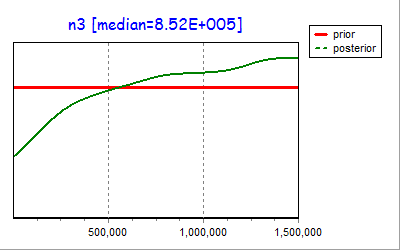 n3 [median=8.52E+005]
prior
posterior
500,000
1,000,000
1,500,000